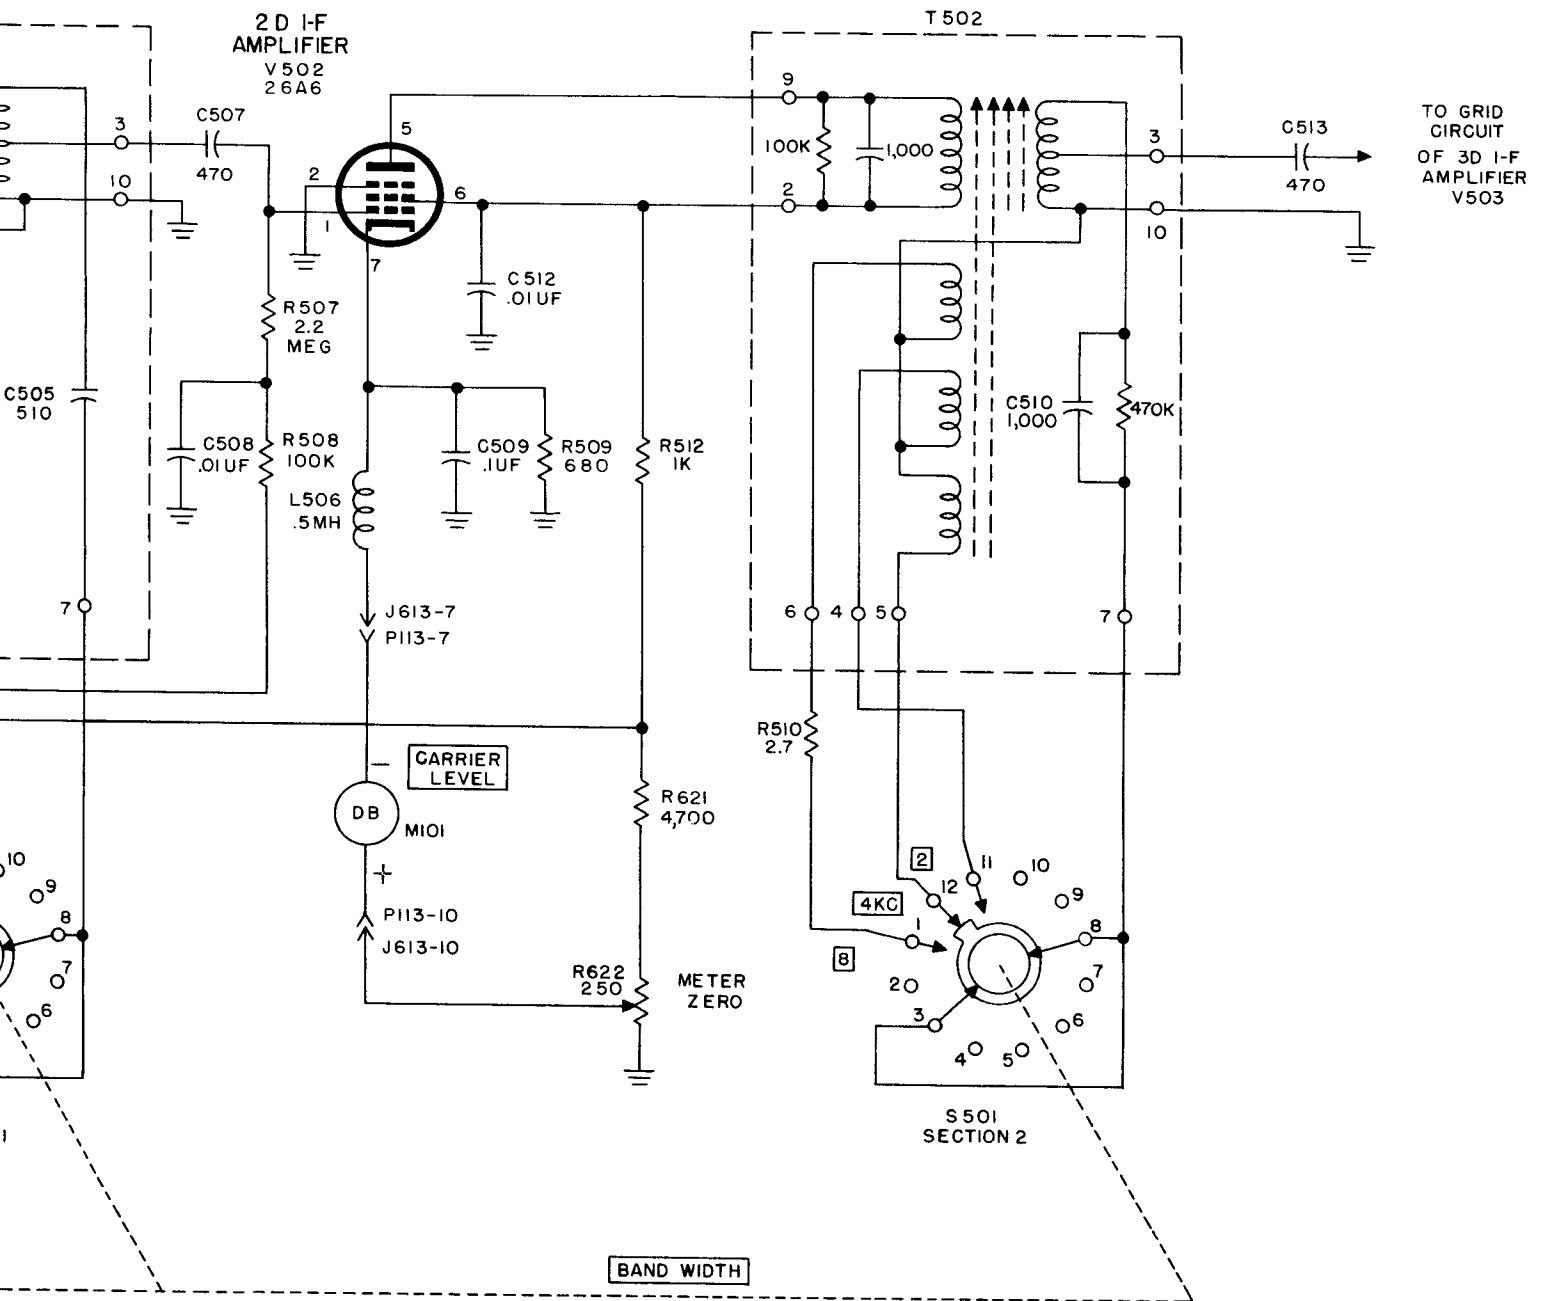 2D I-F
AMPLIFIER
V502
26A6
T502
C507
470
3
10
5
2
1
6
7
9
2
100K
1,000
3
10
C513
470
TO GRID
CIRCUIT
OF 3D I-F
AMPLIFIER
V503
C512
.01UF
R507
2.2
MEG
C505
510
C508
.01UF
R508
100K
L506
.5MH
C509
.1UF
R509
680
R512
1K
C510
1,000
470K
7
6
4
5
7
J613-7
P113-7
CARRIER
LEVEL
−
DB
M101
+
P113-10
J613-10
R621
4,700
R622
250
METER
ZERO
R510
2.7
10
9
8
7
6
2
4KC
8
11
10
12
9
1
8
2
7
3
6
4
5
S501
SECTION 2
1
BAND WIDTH